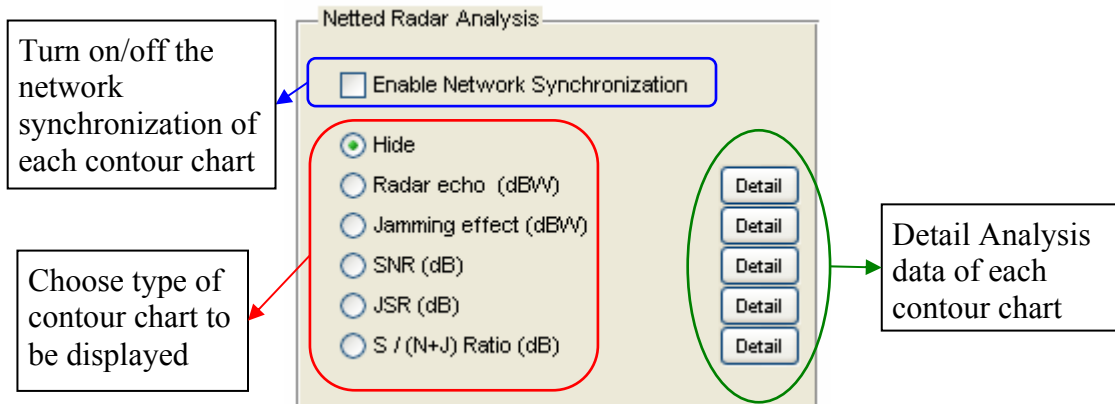 Netted Radar Analysis
Turn on/off the
network
synchronization of
each contour chart
Enable Network Synchronization
Hide
Radar echo (dBW)
Detail
Jamming effect (dBW)
Detail
SNR (dB)
Detail
JSR (dB)
Detail
S / (N+J) Ratio (dB)
Detail
Choose type of
contour chart to
be displayed
Detail Analysis
data of each
contour chart